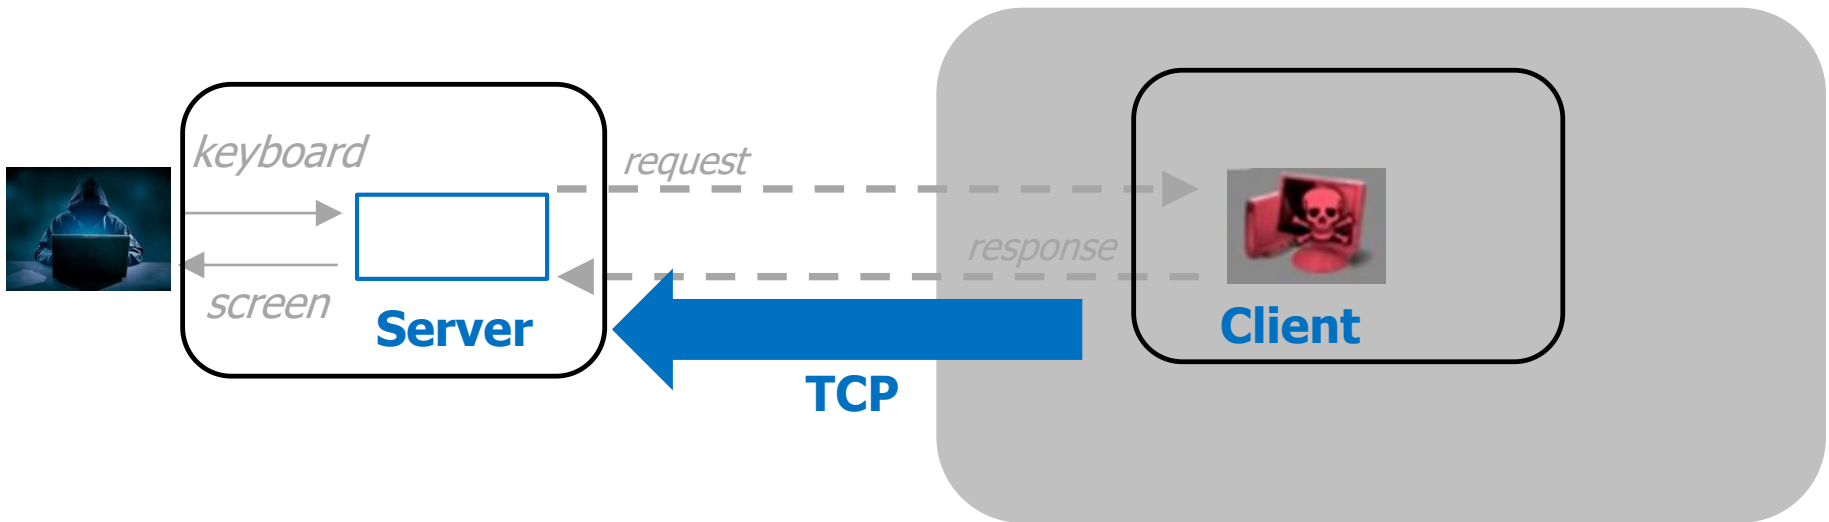 keyboard
request
response
screen
Server
Client
TCP